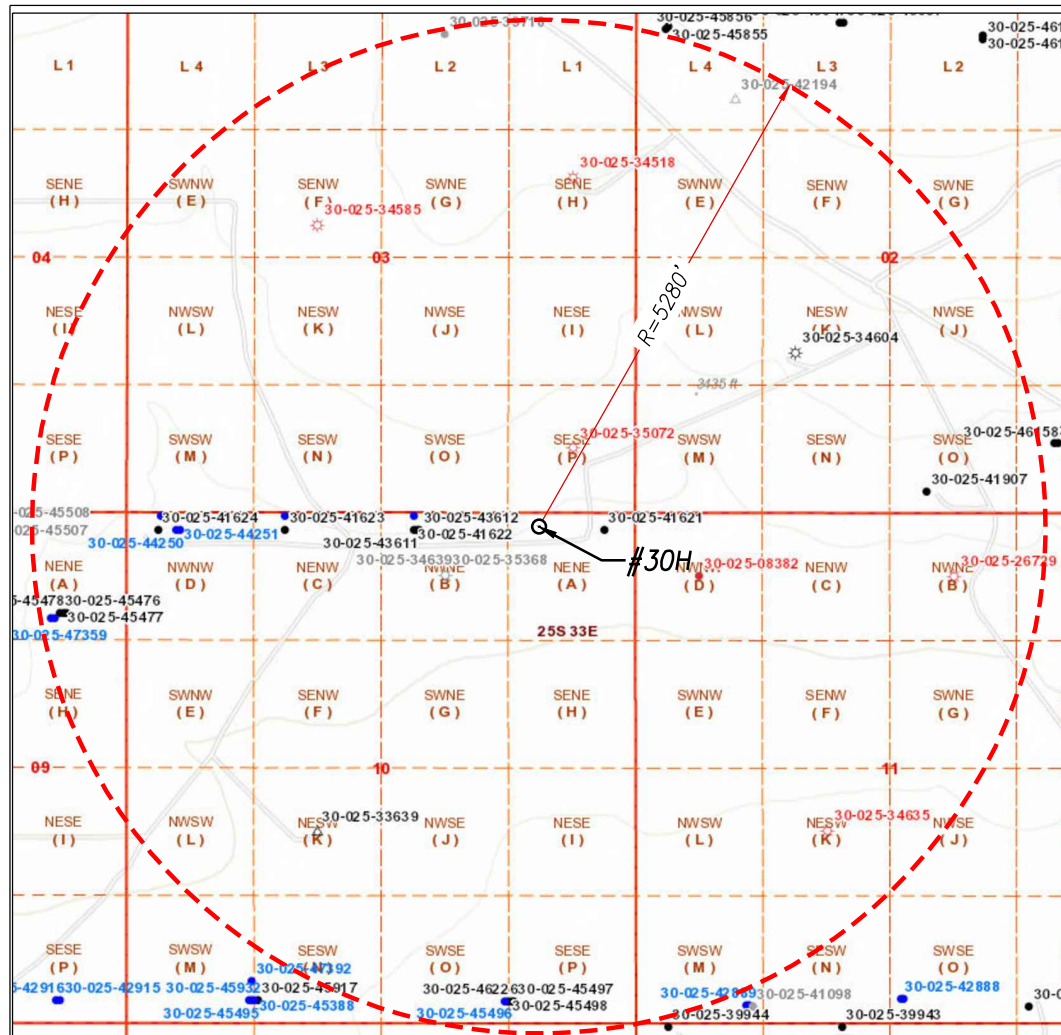 30-025-39716
30-025-45856
30-025-45855
L 1
L 4
L 3
L 2
L 1
L 4
L 3
L 2
30-025-42194
30-025-34518
SENE
(H)
SWNW
(E)
SENW
(F)
SWNE
(G)
SENE
(H)
SWNW
(E)
SENW
(F)
SWNE
(G)
30-025-34585
04
03
02
R=5280'
NESE
(I)
NWSW
(L)
NESW
(K)
NWSE
(J)
NESE
(I)
NWSW
(L)
NESW
(K)
NWSE
(J)
30-025-34604
3435 ft
SESE
(P)
SWSW
(M)
SESW
(N)
SWSE
(O)
SESE
(P)
SWSW
(M)
SESW
(N)
SWSE
(O)
30-025-35072
30-025-41907
30-025-41624
30-025-41623
30-025-43612
30-025-41621
30-025-44251
30-025-44250
30-025-43611
30-025-41622
30-025-34639
30-025-35368
#30H
NENE
(A)
NWNW
(D)
NENW
(C)
(B)
NENE
(A)
(D)
30-025-08382
NENW
(C)
NWNE
(B)
30-025-26729
30-025-45476
30-025-45477
30-025-47359
25S 33E
SENE
(H)
SWNW
(E)
SENW
(F)
SWNE
(G)
SENE
(H)
SWNW
(E)
SENW
(F)
SWNE
(G)
09
10
11
30-025-33639
30-025-34635
NESE
(I)
NWSW
(L)
NESW
(K)
NWSE
(J)
NESE
(I)
NWSW
(L)
NESW
(K)
NWSE
(J)
SESE
(P)
SWSW
(M)
SESW
(N)
SWSE
(O)
SESE
(P)
SWSW
(M)
SESW
(N)
SWSE
(O)
30-025-47392
30-025-42915
30-025-45932
30-025-45917
30-025-46226
30-025-45497
30-025-42889
30-025-41098
30-025-42888
30-025-45495
30-025-45388
30-025-45496
30-025-45498
30-025-39944
30-025-39943